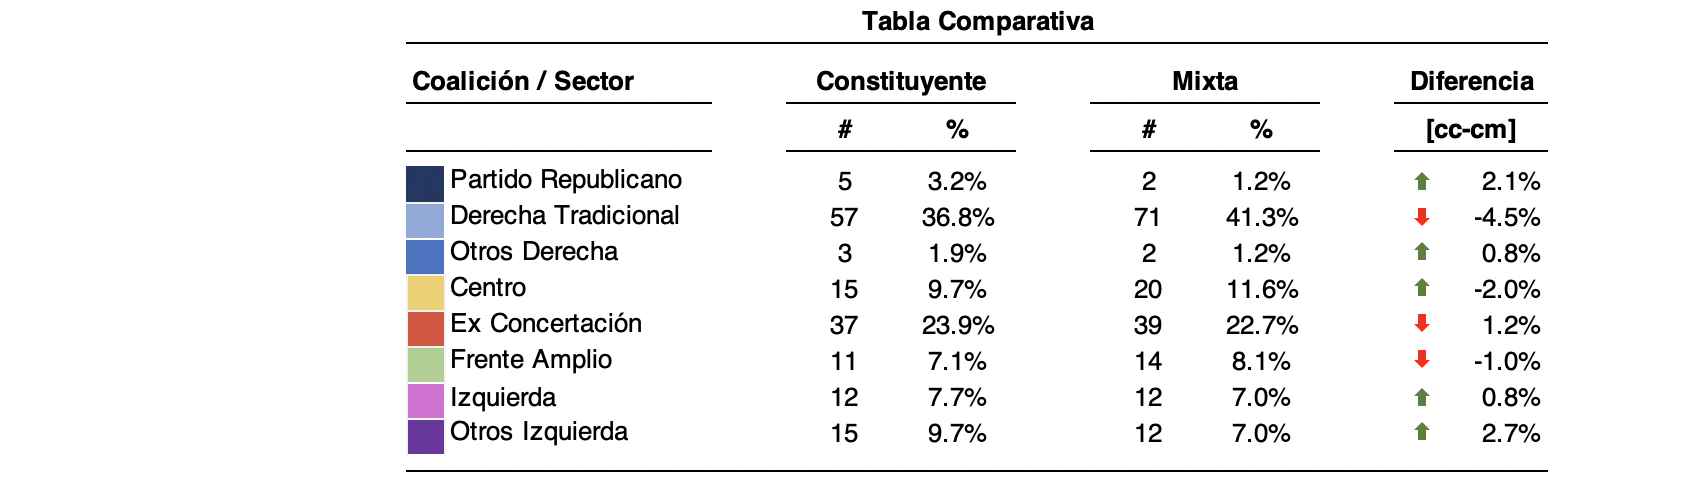 Tabla Comparativa
Coalición / Sector Constituyente Mixta Diferencia
# % # % [cc-cm]
Partido Republicano 5 3.2% 2 1.2% 2.1%
Derecha Tradicional 57 36.8% 71 41.3% -4.5%
Otros Derecha 3 1.9% 2 1.2% 0.8%
Centro 15 9.7% 20 11.6% -2.0%
Ex Concertación 37 23.9% 39 22.7% 1.2%
Frente Amplio 11 7.1% 14 8.1% -1.0%
Izquierda 12 7.7% 12 7.0% 0.8%
Otros Izquierda 15 9.7% 12 7.0% 2.7%